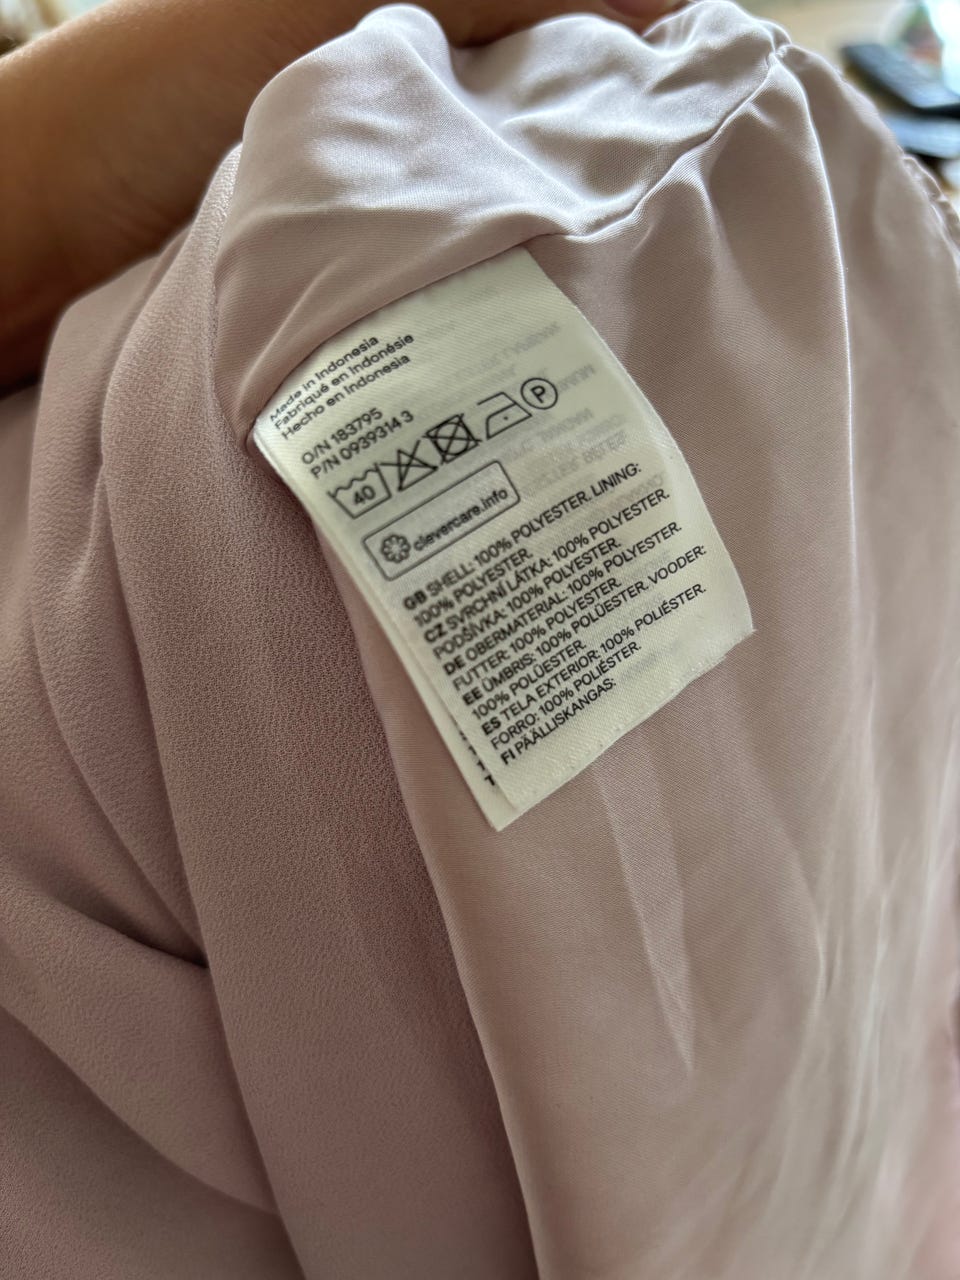 Made in Indonesia
Fabriqué en Indonésie
Hecho en Indonesia
O/N 183795
P/N 0939314 3
40
P
clevercare.info
GB SHELL: 100% POLYESTER. LINING:
100% POLYESTER.
CZ SVRCHNÍ LÁTKA: 100% POLYESTER.
PODŠÍVKA: 100% POLYESTER.
DE OBERMATERIAL: 100% POLYESTER.
FUTTER: 100% POLYESTER.
EE ÜMBRIS: 100% POLÜESTER. VOODER:
100% POLÜESTER.
ES TELA EXTERIOR: 100% POLIÉSTER.
FORRO: 100% POLIÉSTER.
FI PÄÄLLISKANGAS: